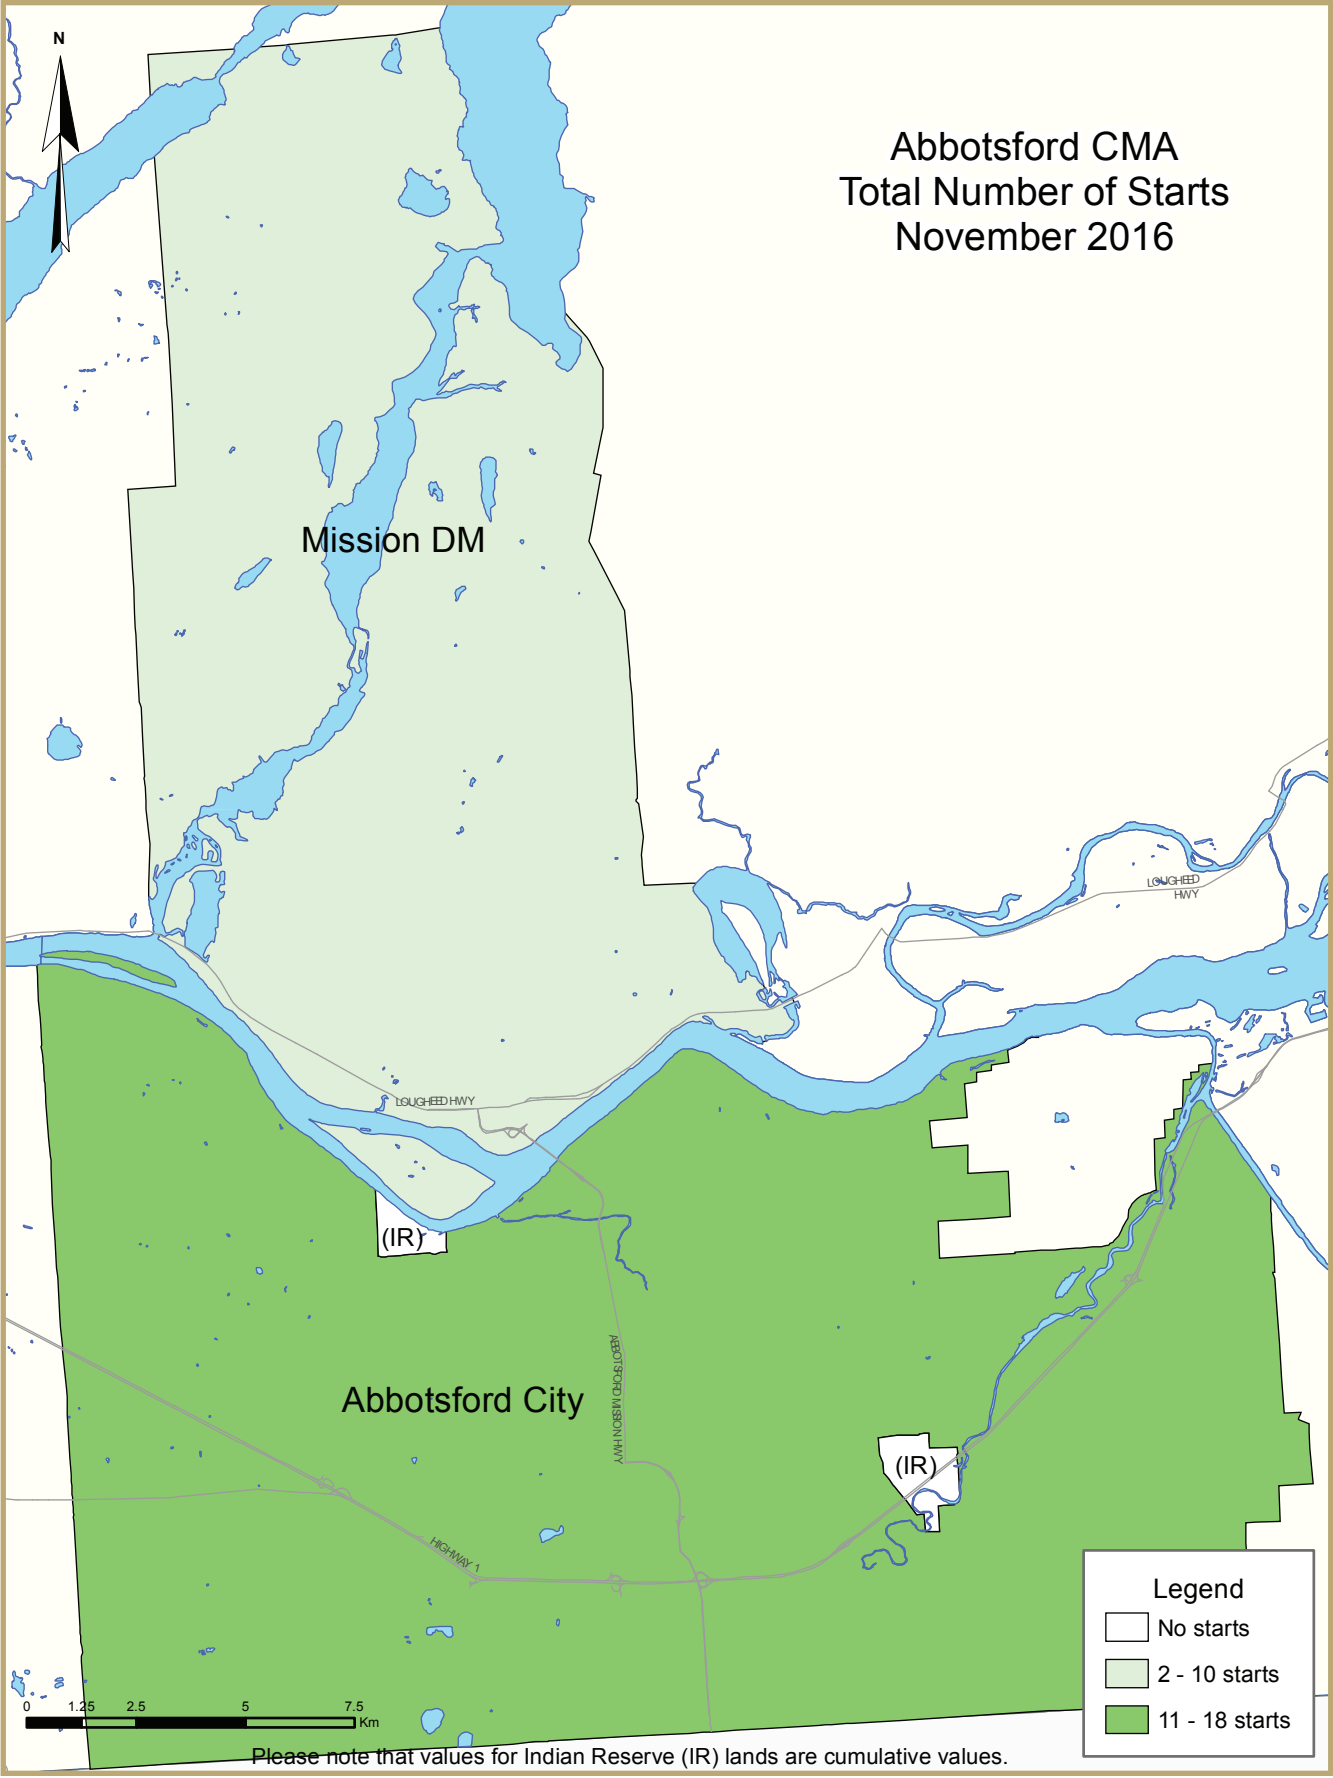 N
Abbotsford CMA
Total Number of Starts
November 2016
Mission DM
LOUGHEED
HWY
LOUGHEED HWY
(IR)
ABBOTSFORD MISSION HWY
Abbotsford City
(IR)
HIGHWAY 1
Legend
No starts
2 - 10 starts
11 - 18 starts
0 1.25 2.5 5 7.5
Km
Please note that values for Indian Reserve (IR) lands are cumulative values.